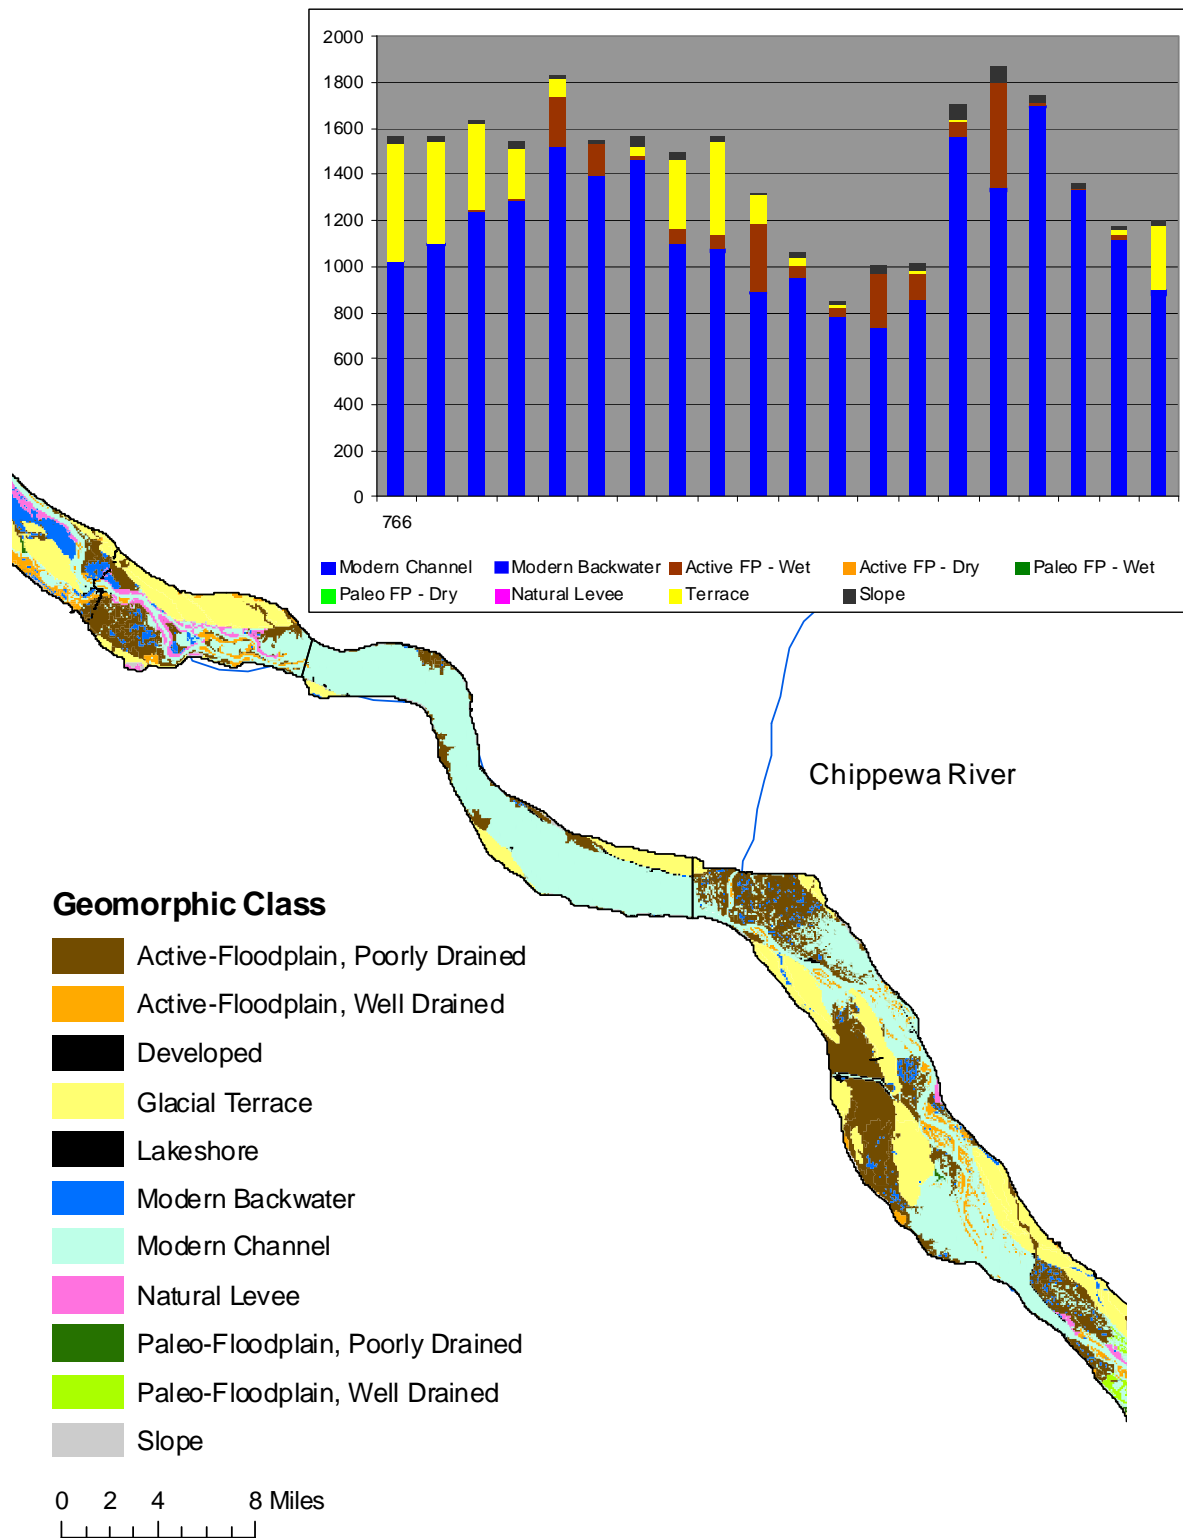 2000
1800
1600
1400
1200
1000
800
600
400
200
0
766
Modern Channel Modern Backwater Active FP - Wet Active FP - Dry Paleo FP - Wet
Paleo FP - Dry Natural Levee Terrace Slope
Chippewa River
Geomorphic Class
Active-Floodplain, Poorly Drained
Active-Floodplain, Well Drained
Developed
Glacial Terrace
Lakeshore
Modern Backwater
Modern Channel
Natural Levee
Paleo-Floodplain, Poorly Drained
Paleo-Floodplain, Well Drained
Slope
0 2 4 8 Miles